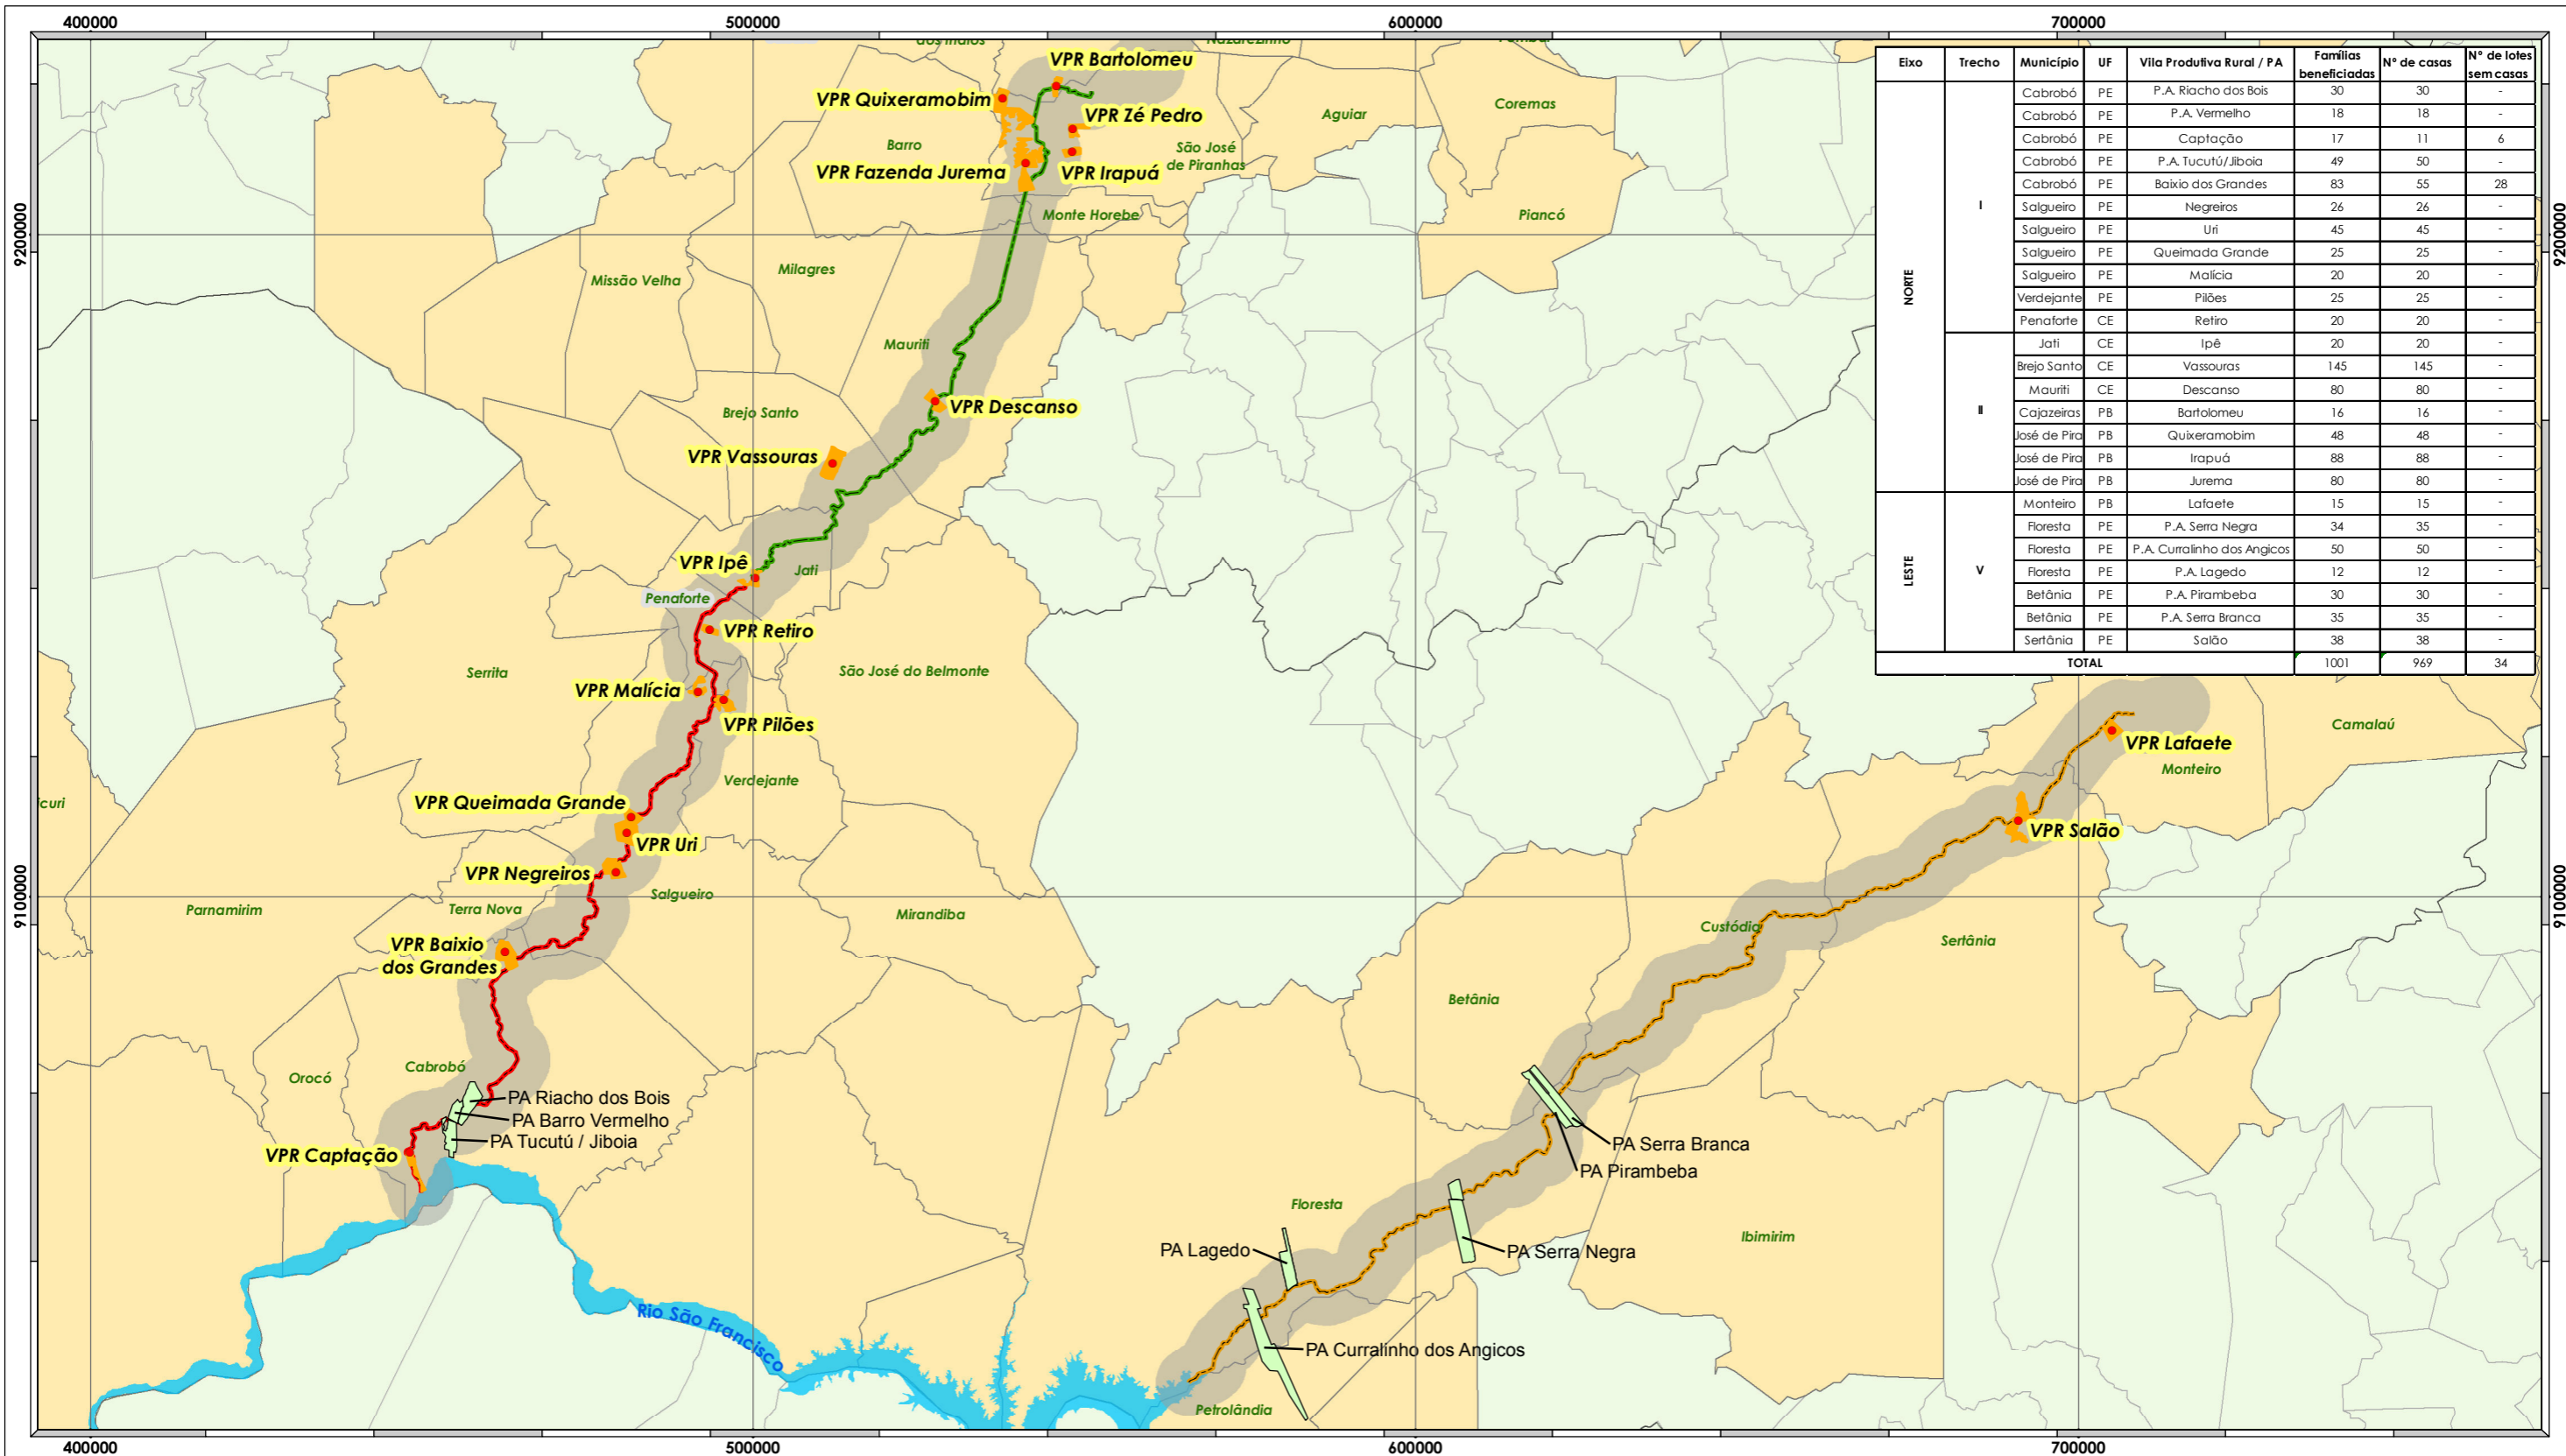 400000 500000 600000 700000
dos Indios
Nazarezinho
VPR Bartolomeu
VPR Quixeramobim
VPR Zé Pedro
Aguiar
Coremas
Barro
São José
de Piranhas
VPR Fazenda Jurema
VPR Irapuá
Monte Horebe
Piancó
9200000
9200000
Missão Velha
Milagres
Mauriti
Brejo Santo
VPR Descanso
VPR Vassouras
VPR Ipê
Jati
Penaforte
VPR Retiro
Serrita
São José do Belmonte
VPR Malícia
VPR Pilões
Verdejante
icuri
VPR Queimada Grande
VPR Uri
VPR Negreiros
Salgueiro
Parnamirim
Terra Nova
Mirandiba
9100000
9100000
VPR Baixio
dos Grandes
Orocó
Cabrobó
PA Riacho dos Bois
PA Barro Vermelho
PA Tucutú / Jiboia
VPR Captação
Rio São Francisco
VPR Lafaete
Camalaú
Monteiro
VPR Salão
Custódia
Sertânia
Betânia
PA Serra Branca
PA Pirambeba
Floresta
PA Lagedo
PA Serra Negra
Ibimirim
PA Curralinho dos Angicos
Petrolândia
400000 500000 600000 700000
Eixo Trecho Município UF Vila Produtiva Rural / PA Famílias beneficiadas Nº de casas Nº de lotes sem casas
NORTE
I
Cabrobó PE P.A. Riacho dos Bois 30 30 -
Cabrobó PE P.A. Vermelho 18 18 -
Cabrobó PE Captação 17 11 6
Cabrobó PE P.A. Tucutú/Jiboia 49 50 -
Cabrobó PE Baixio dos Grandes 83 55 28
Salgueiro PE Negreiros 26 26 -
Salgueiro PE Uri 45 45 -
Salgueiro PE Queimada Grande 25 25 -
Salgueiro PE Malícia 20 20 -
Verdejante PE Pilões 25 25 -
Penaforte CE Retiro 20 20 -
II
Jati CE Ipê 20 20 -
Brejo Santo CE Vassouras 145 145 -
Mauriti CE Descanso 80 80 -
Cajazeiras PB Bartolomeu 16 16 -
José de Pira PB Quixeramobim 48 48 -
José de Pira PB Irapuá 88 88 -
José de Pira PB Jurema 80 80 -
LESTE
V
Monteiro PB Lafaete 15 15 -
Floresta PE P.A. Serra Negra 34 35 -
Floresta PE P.A. Curralinho dos Angicos 50 50 -
Floresta PE P.A. Lagedo 12 12 -
Betânia PE P.A. Pirambeba 30 30 -
Betânia PE P.A. Serra Branca 35 35 -
Sertânia PE Salão 38 38 -
TOTAL 1001 969 34